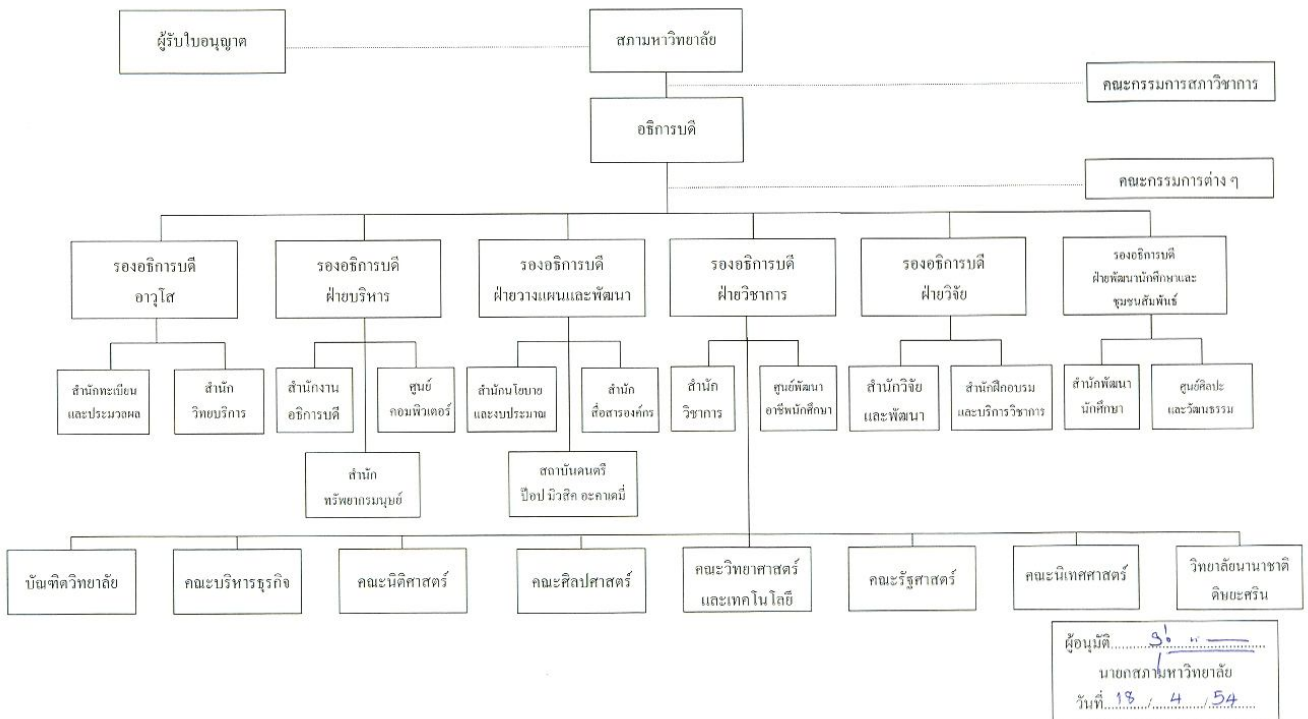 ผู้รับใบอนุญาต
สภามหาวิทยาลัย
คณะกรรมการสภาวิชาการ
อธิการบดี
คณะกรรมการต่าง ๆ
รองอธิการบดี
อาวุโส
รองอธิการบดี
ฝ่ายบริหาร
รองอธิการบดี
ฝ่ายวางแผนและพัฒนา
รองอธิการบดี
ฝ่ายวิชาการ
รองอธิการบดี
ฝ่ายวิจัย
รองอธิการบดี
ฝ่ายพัฒนานักศึกษาและ
ชุมชนสัมพันธ์
สำนักทะเบียน
และประมวลผล
สำนัก
วิทยบริการ
สำนักงาน
อธิการบดี
ศูนย์
คอมพิวเตอร์
สำนักนโยบาย
และงบประมาณ
สำนัก
สื่อสารองค์กร
สำนัก
วิชาการ
ศูนย์พัฒนา
อาชีพนักศึกษา
สำนักวิจัย
และพัฒนา
สำนักฝึกอบรม
และบริการวิชาการ
สำนักพัฒนา
นักศึกษา
ศูนย์ศิลปะ
และวัฒนธรรม
สำนัก
ทรัพยากรมนุษย์
สถาบันดนตรี
ป๊อป มิวสิค อะคาเดมี่
บัณฑิตวิทยาลัย
คณะบริหารธุรกิจ
คณะนิติศาสตร์
คณะศิลปศาสตร์
คณะวิทยาศาสตร์
และเทคโนโลยี
คณะรัฐศาสตร์
คณะนิเทศศาสตร์
วิทยาลัยนานาชาติ
ดิษยะศริน
ผู้อนุมัติ
นายกสภามหาวิทยาลัย
วันที่ 18 / 4 / 54